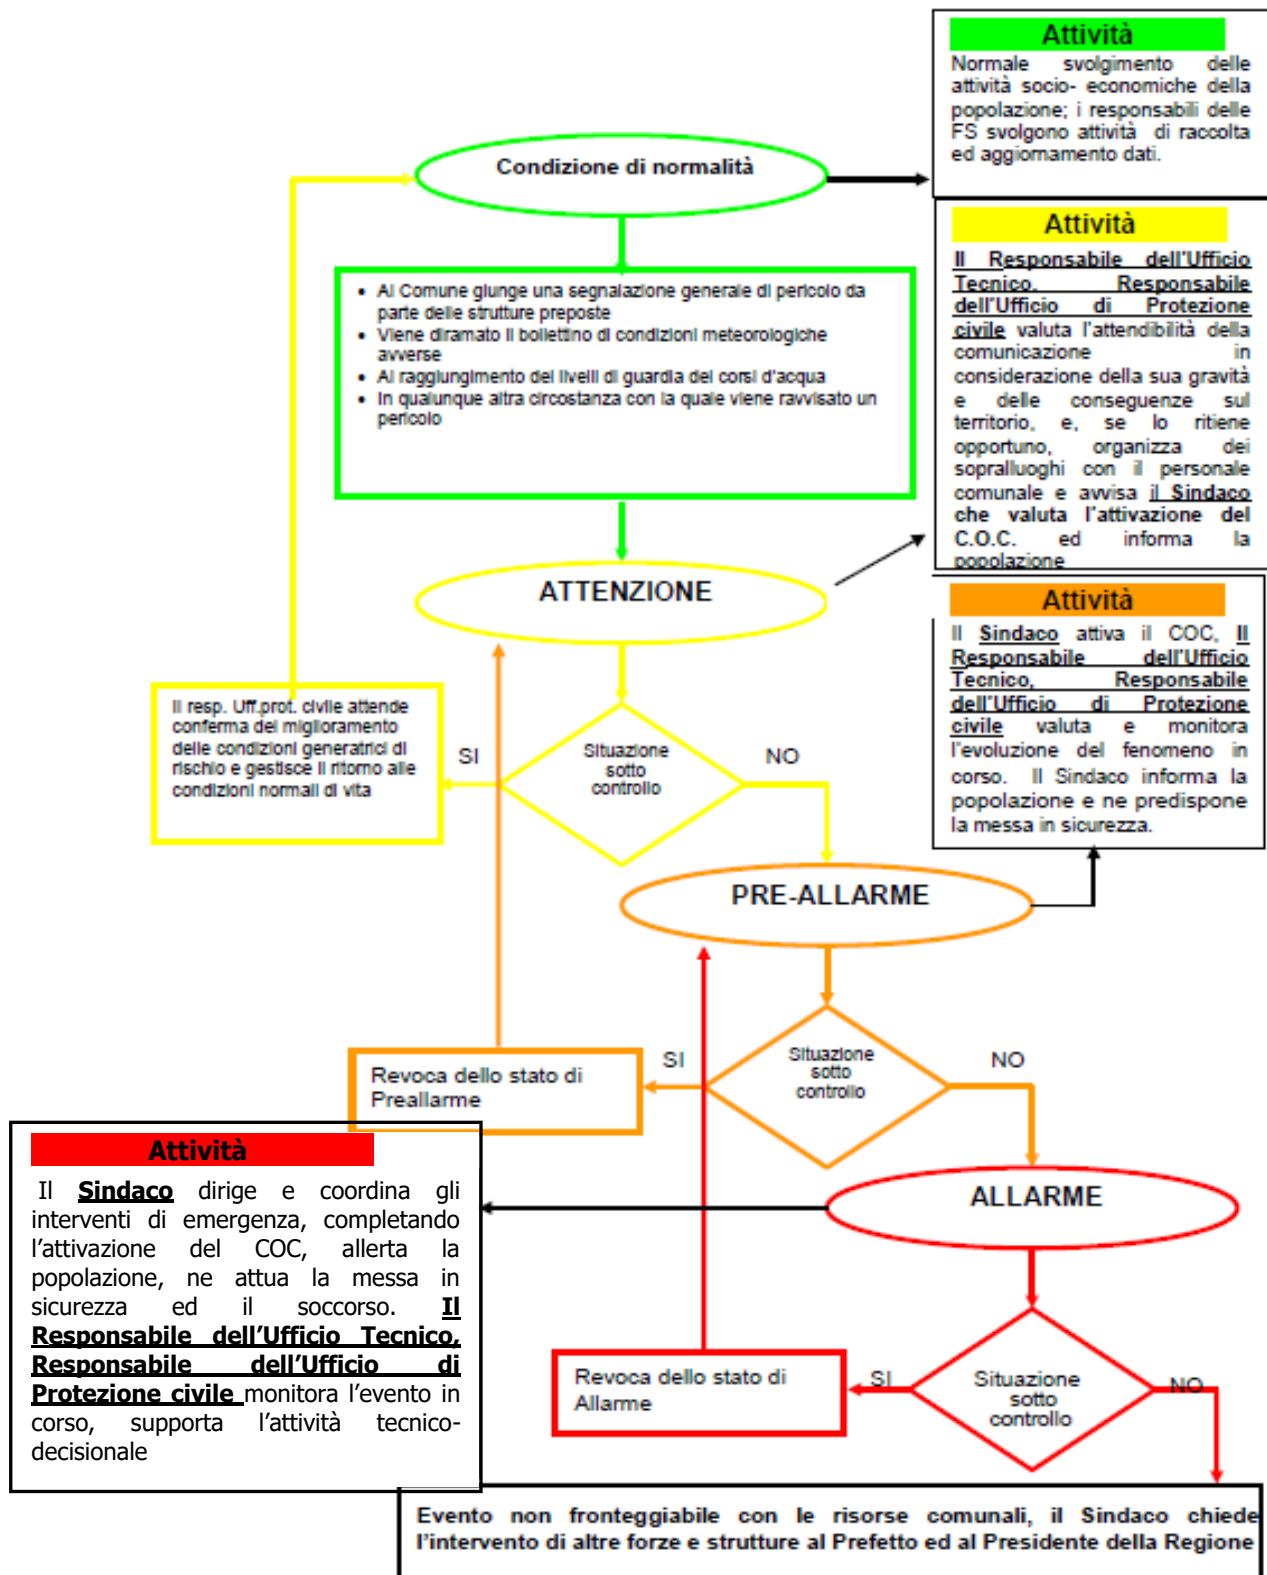 Attività
Normale svolgimento delle
attività socio- economiche della
popolazione; i responsabili delle
FS svolgono attività di raccolta
ed aggiornamento dati.
Condizione di normalità
Attività
Il Responsabile dell'Ufficio
Tecnico, Responsabile
dell'Ufficio di Protezione
civile valuta l'attendibilità della
comunicazione in
considerazione della sua gravità
e delle conseguenze sul
territorio, e, se lo ritiene
opportuno, organizza dei
sopralluoghi con il personale
comunale e avvisa il Sindaco
che valuta l'attivazione del
C.O.C. ed informa la
popolazione
• Al Comune giunge una segnalazione generale di pericolo da
parte delle strutture preposte
• Viene diramato il bollettino di condizioni meteorologiche
avverse
• Al raggiungimento dei livelli di guardia dei corsi d'acqua
• In qualunque altra circostanza con la quale viene ravvisato un
pericolo
ATTENZIONE
Attività
Il Sindaco attiva il COC, Il
Responsabile dell'Ufficio
Tecnico, Responsabile
dell'Ufficio di Protezione
civile valuta e monitora
l'evoluzione del fenomeno in
corso. Il Sindaco informa la
popolazione e ne predispone
la messa in sicurezza.
Il resp. Uff.prot. civile attende
conferma del miglioramento
delle condizioni generatrici di
rischio e gestisce il ritorno alle
condizioni normali di vita
SI
Situazione
sotto
controllo
NO
PRE-ALLARME
Revoca dello stato di
Preallarme
SI
Situazione
sotto
controllo
NO
Attività
Il Sindaco dirige e coordina gli
interventi di emergenza, completando
l'attivazione del COC, allerta la
popolazione, ne attua la messa in
sicurezza ed il soccorso. Il
Responsabile dell'Ufficio Tecnico,
Responsabile dell'Ufficio di
Protezione civile monitora l'evento in
corso, supporta l'attività tecnico-
decisionale
ALLARME
Revoca dello stato di
Allarme
SI
Situazione
sotto
controllo
NO
Evento non fronteggiabile con le risorse comunali, il Sindaco chiede
l'intervento di altre forze e strutture al Prefetto ed al Presidente della Regione